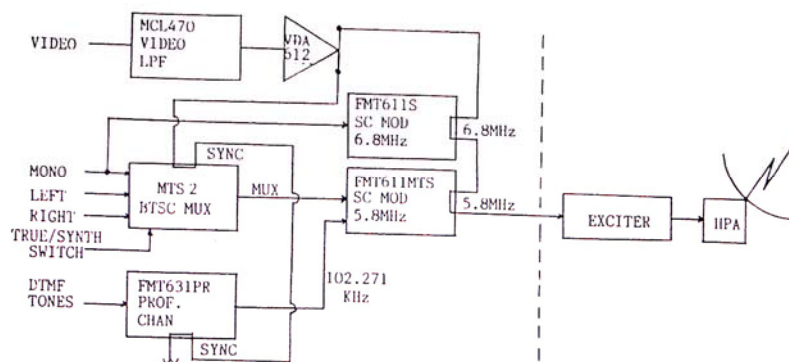 MCL470
VIDEO
LPF
VIDEO
VDA
512
FMT611S
SC MOD
6.8MHz
6.8MHz
SYNC
MONO
LEFT
RIGHT
TRUE/SYNTH
SWITCH
MTS 2
BTSC MUX
MUX
FMT611MTS
SC MOD
5.8MHz
5.8MHz
EXCITER
HPA
DTMF
TONES
FMT631PR
PROF.
CHAN
102.271
KHz
SYNC